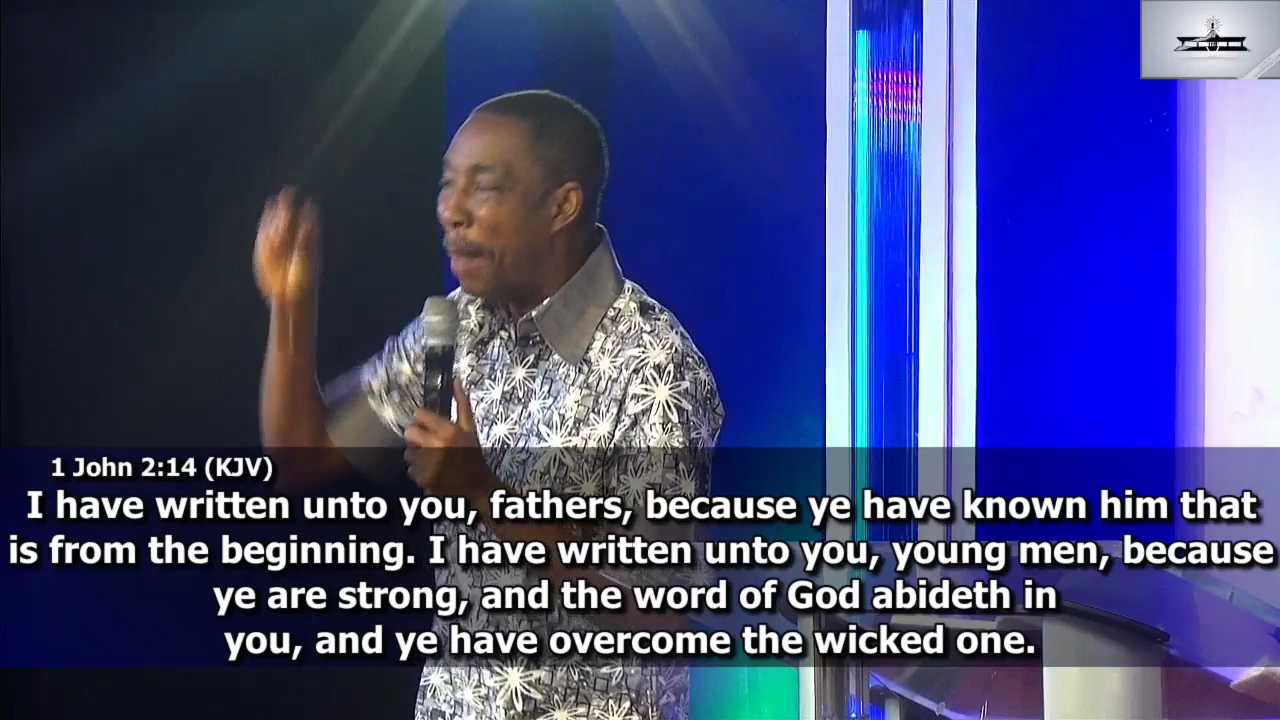 1 John 2:14 (KJV)
I have written unto you, fathers, because ye have known him that
is from the beginning. I have written unto you, young men, because
ye are strong, and the word of God abideth in
you, and ye have overcome the wicked one.